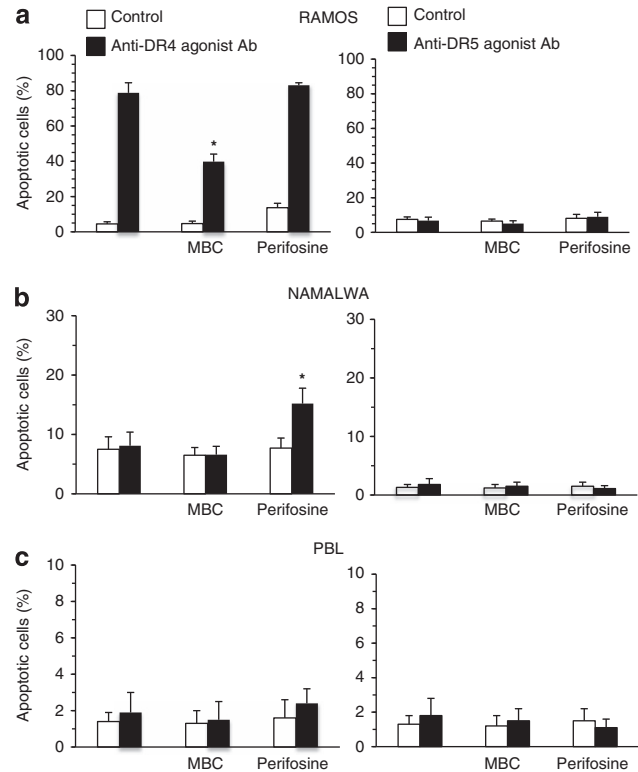 a
Control
Anti-DR4 agonist Ab
RAMOS
Control
Anti-DR5 agonist Ab
Apoptotic cells (%)
100
80
60
40
20
0
*
MBC Perifosine
100
80
60
40
20
0
MBC Perifosine
b
NAMALWA
Apoptotic cells (%)
30
20
10
0
*
MBC Perifosine
30
20
10
0
MBC Perifosine
c
PBL
Apoptotic cells (%)
10
8
6
4
2
0
MBC Perifosine
10
8
6
4
2
0
MBC Perifosine